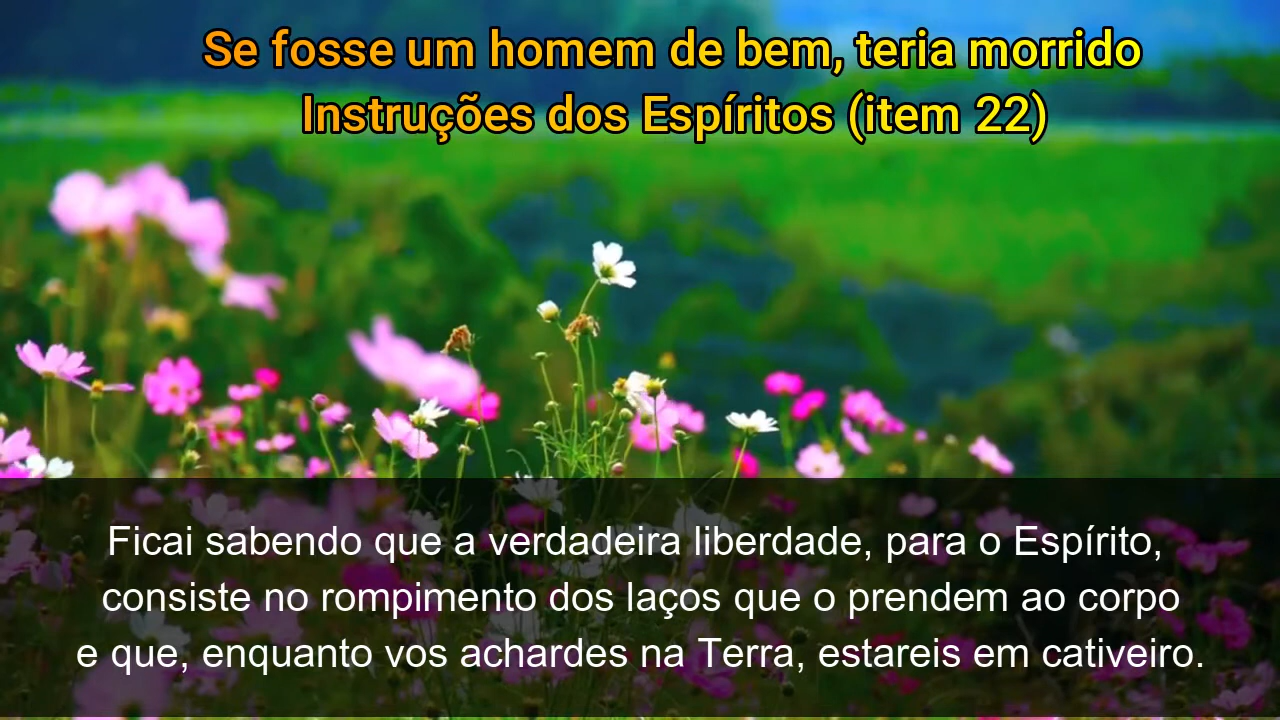 Se fosse um homem de bem, teria morrido
Instruções dos Espíritos (item 22)
Ficai sabendo que a verdadeira liberdade, para o Espírito,
consiste no rompimento dos laços que o prendem ao corpo
e que, enquanto vos achardes na Terra, estareis em cativeiro.